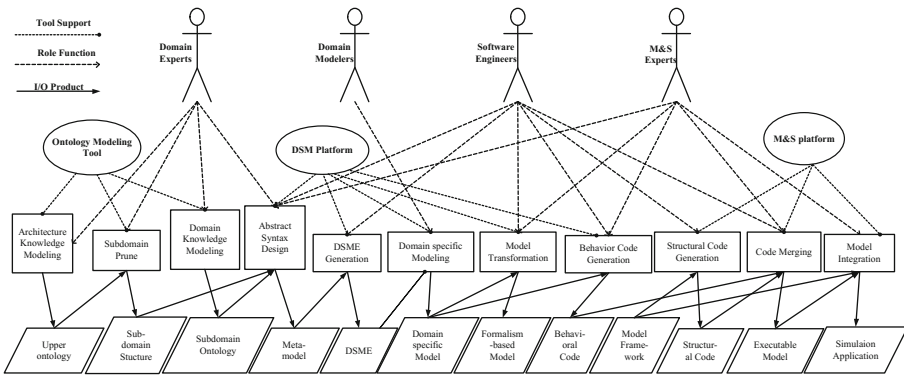 Tool Support
Role Function
I/O Product
Domain
Experts
Domain
Modelers
Software
Engineers
M&S
Experts
Ontology Modeling
Tool
DSM Platform
M&S platform
Architecture
Knowledge
Modeling
Subdomain
Prune
Domain
Knowledge
Modeling
Abstract
Syntax
Design
DSME
Generation
Domain specific
Modeling
Model
Transformation
Behavior Code
Generation
Structural Code
Generation
Code Merging
Model
Integration
Upper
ontology
Sub-
domain
Stucture
Subdomain
Ontology
Meta-
model
DSME
Domain
specific
Model
Formalism
-based
Model
Behavi-
oral
Code
Model
Frame-
work
Structur-
al Code
Executable
Model
Simulaion
Application